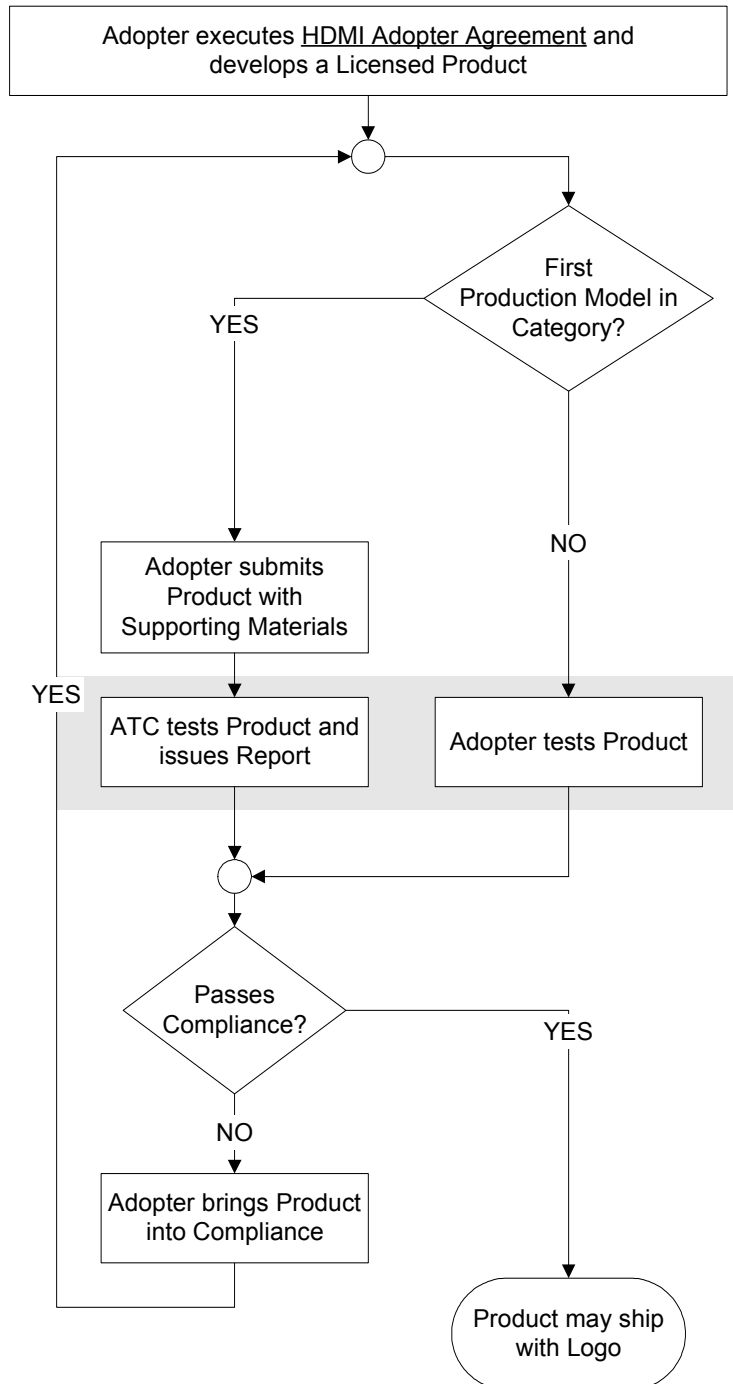 Adopter executes HDMI Adopter Agreement and
develops a Licensed Product
First
Production Model in
Category?
YES
NO
Adopter submits
Product with
Supporting Materials
YES
ATC tests Product and
issues Report
Adopter tests Product
Passes
Compliance?
YES
NO
Adopter brings Product
into Compliance
Product may ship
with Logo